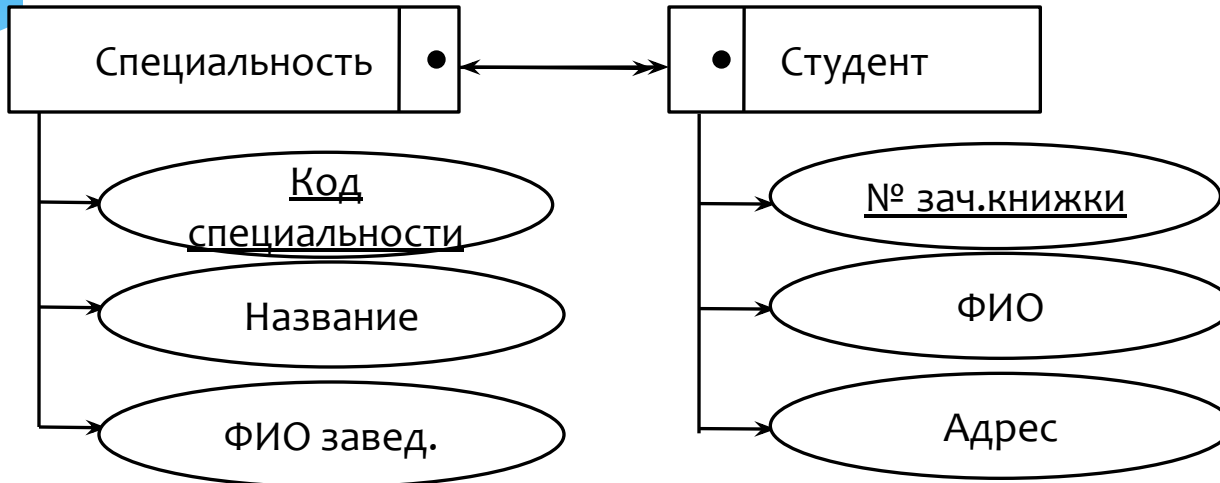 Специальность
Студент
Код
специальности
Название
ФИО завед.
№ зач.книжки
ФИО
Адрес